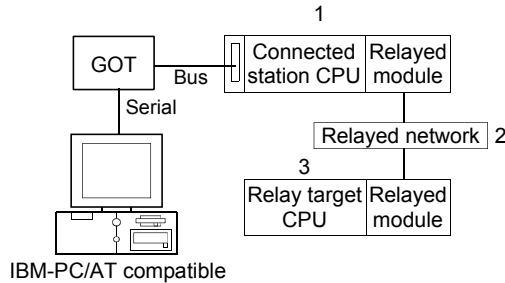 1
GOT
Bus
Connected
station CPU
Relayed
module
Serial
Relayed network
2
3
Relay target
CPU
Relayed
module
IBM-PC/AT compatible